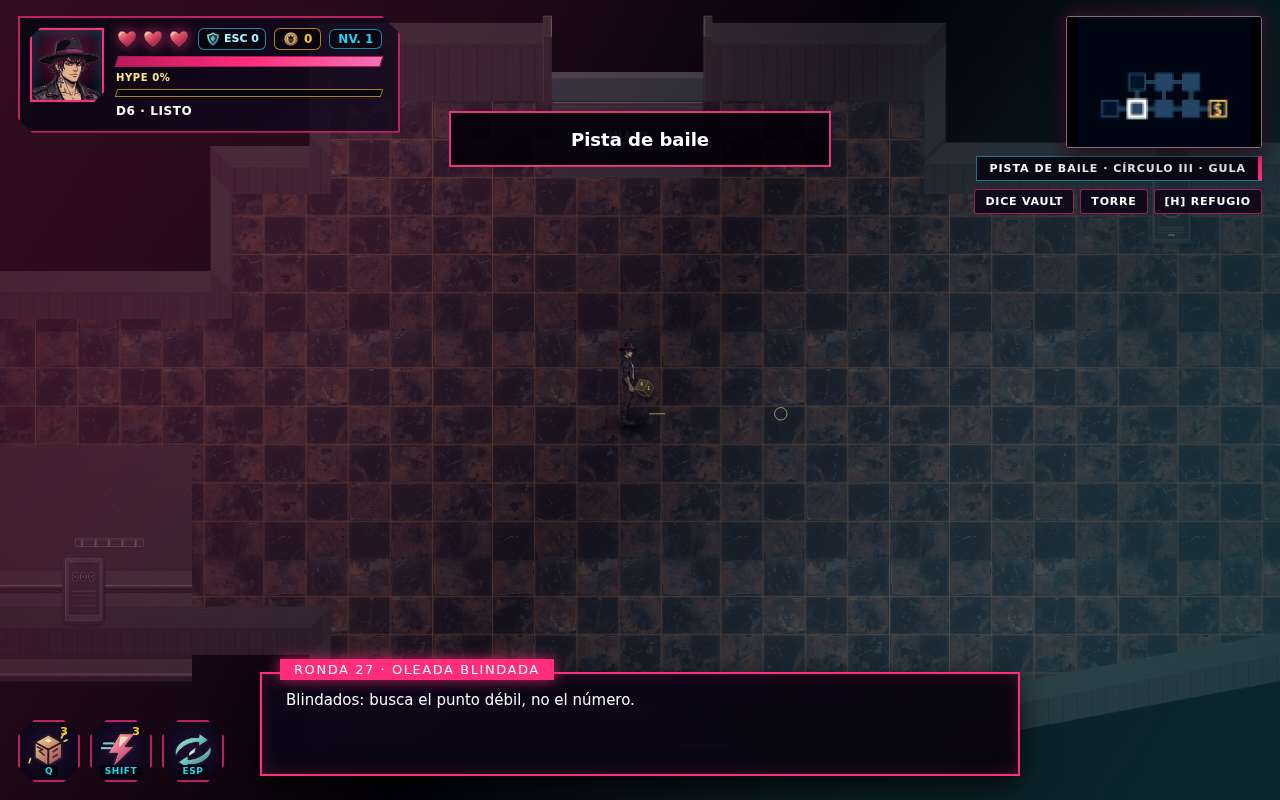 ESC 0
0
NV. 1
HYPE 0%
D6 · LISTO
Pista de baile
$
PISTA DE BAILE · CÍRCULO III · GULA
DICE VAULT
TORRE
[H] REFUGIO
RONDA 27 · OLEADA BLINDADA
Blindados: busca el punto débil, no el número.
3
Q
3
SHIFT
ESP